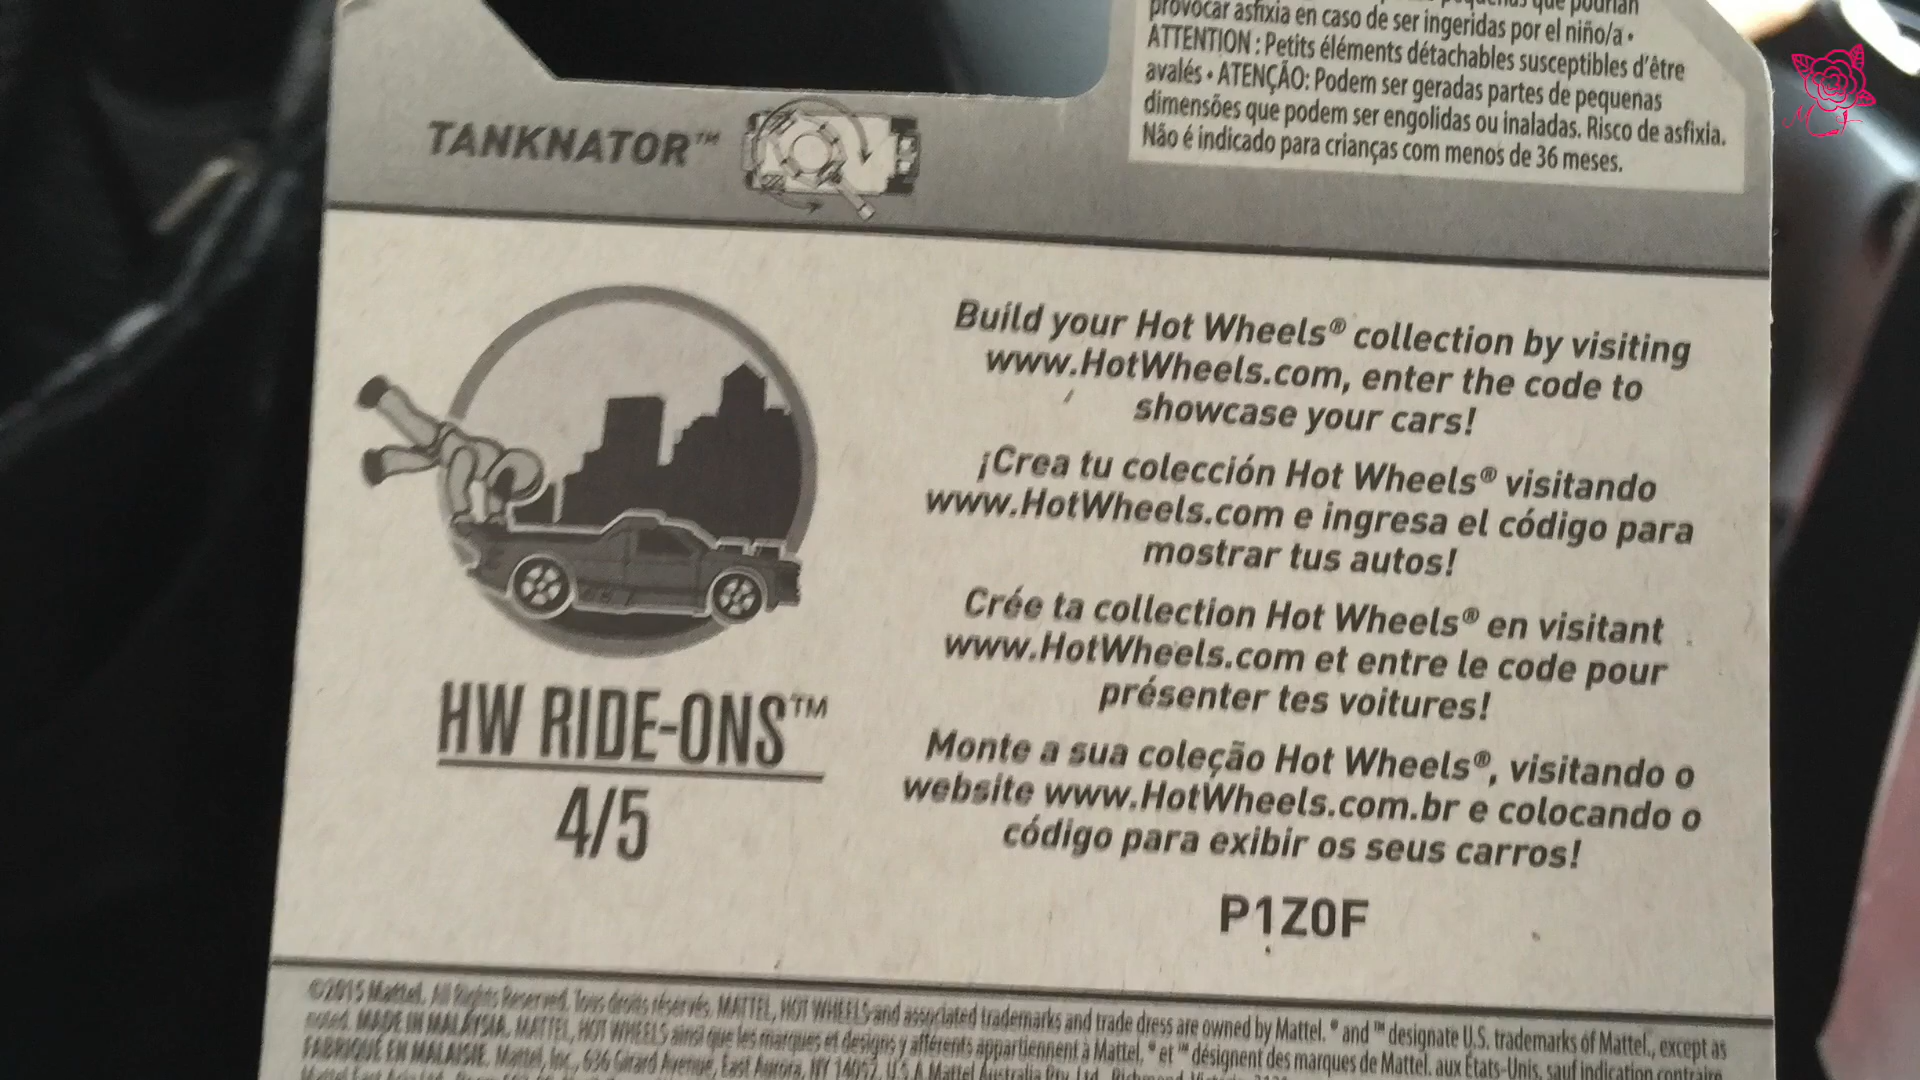 provocar asfixia en caso de ser ingeridas por el niño/a •
ATTENTION : Petits éléments détachables susceptibles d'être
avalés • ATENÇÃO: Podem ser geradas partes de pequenas
dimensões que podem ser engolidas ou inaladas. Risco de asfixia.
Não é indicado para crianças com menos de 36 meses.
TANKNATOR™
HW RIDE-ONS™
4/5
Build your Hot Wheels® collection by visiting
www.HotWheels.com, enter the code to
showcase your cars!
¡Crea tu colección Hot Wheels® visitando
www.HotWheels.com e ingresa el código para
mostrar tus autos!
Crée ta collection Hot Wheels® en visitant
www.HotWheels.com et entre le code pour
présenter tes voitures!
Monte a sua coleção Hot Wheels®, visitando o
website www.HotWheels.com.br e colocando o
código para exibir os seus carros!
P1Z0F
©2015 Mattel. All Rights Reserved. Tous droits réservés. MATTEL, HOT WHEELS and associated trademarks and trade dress are owned by Mattel. ® and ™ designate U.S. trademarks of Mattel, except as
noted. MADE IN MALAYSIA. MATTEL, HOT WHEELS ainsi que les marques et designs y afférents appartiennent à Mattel. ® et ™ désignent des marques de Mattel. aux États-Unis, sauf indication contraire.
FABRIQUÉ EN MALAISIE. Mattel, Inc., 636 Girard Avenue, East Aurora, NY 14052, U.S.A. Mattel Australia Pty. Ltd.